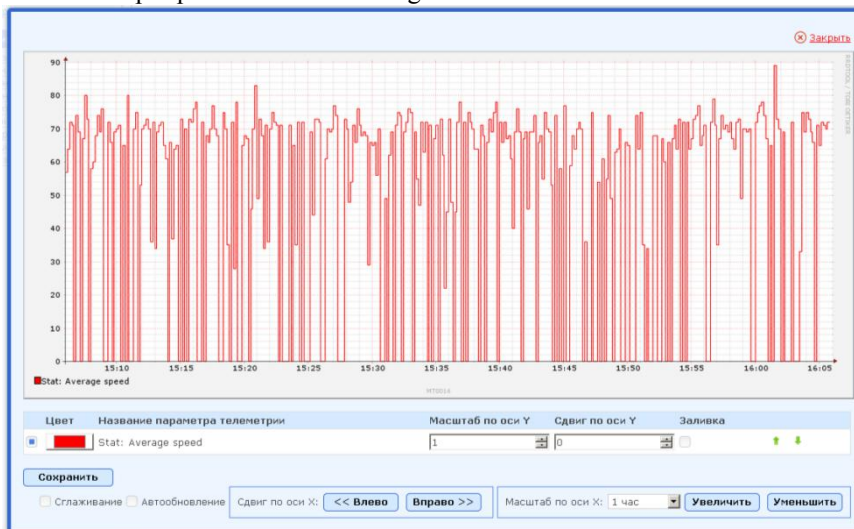 Закрыть
90
80
70
60
50
40
30
20
10
0
15:10 15:15 15:20 15:25 15:30 15:35 15:40 15:45 15:50 15:55 16:00 16:05
Stat: Average speed
RRDTOOL / TOBI OETIKER
Цвет Название параметра телеметрии Масштаб по оси Y Сдвиг по оси Y Заливка
Stat: Average speed 1 0
Сохранить
Сглаживание Автообновление Сдвиг по оси X: << Влево Вправо >> Масштаб по оси X: 1 час Увеличить Уменьшить